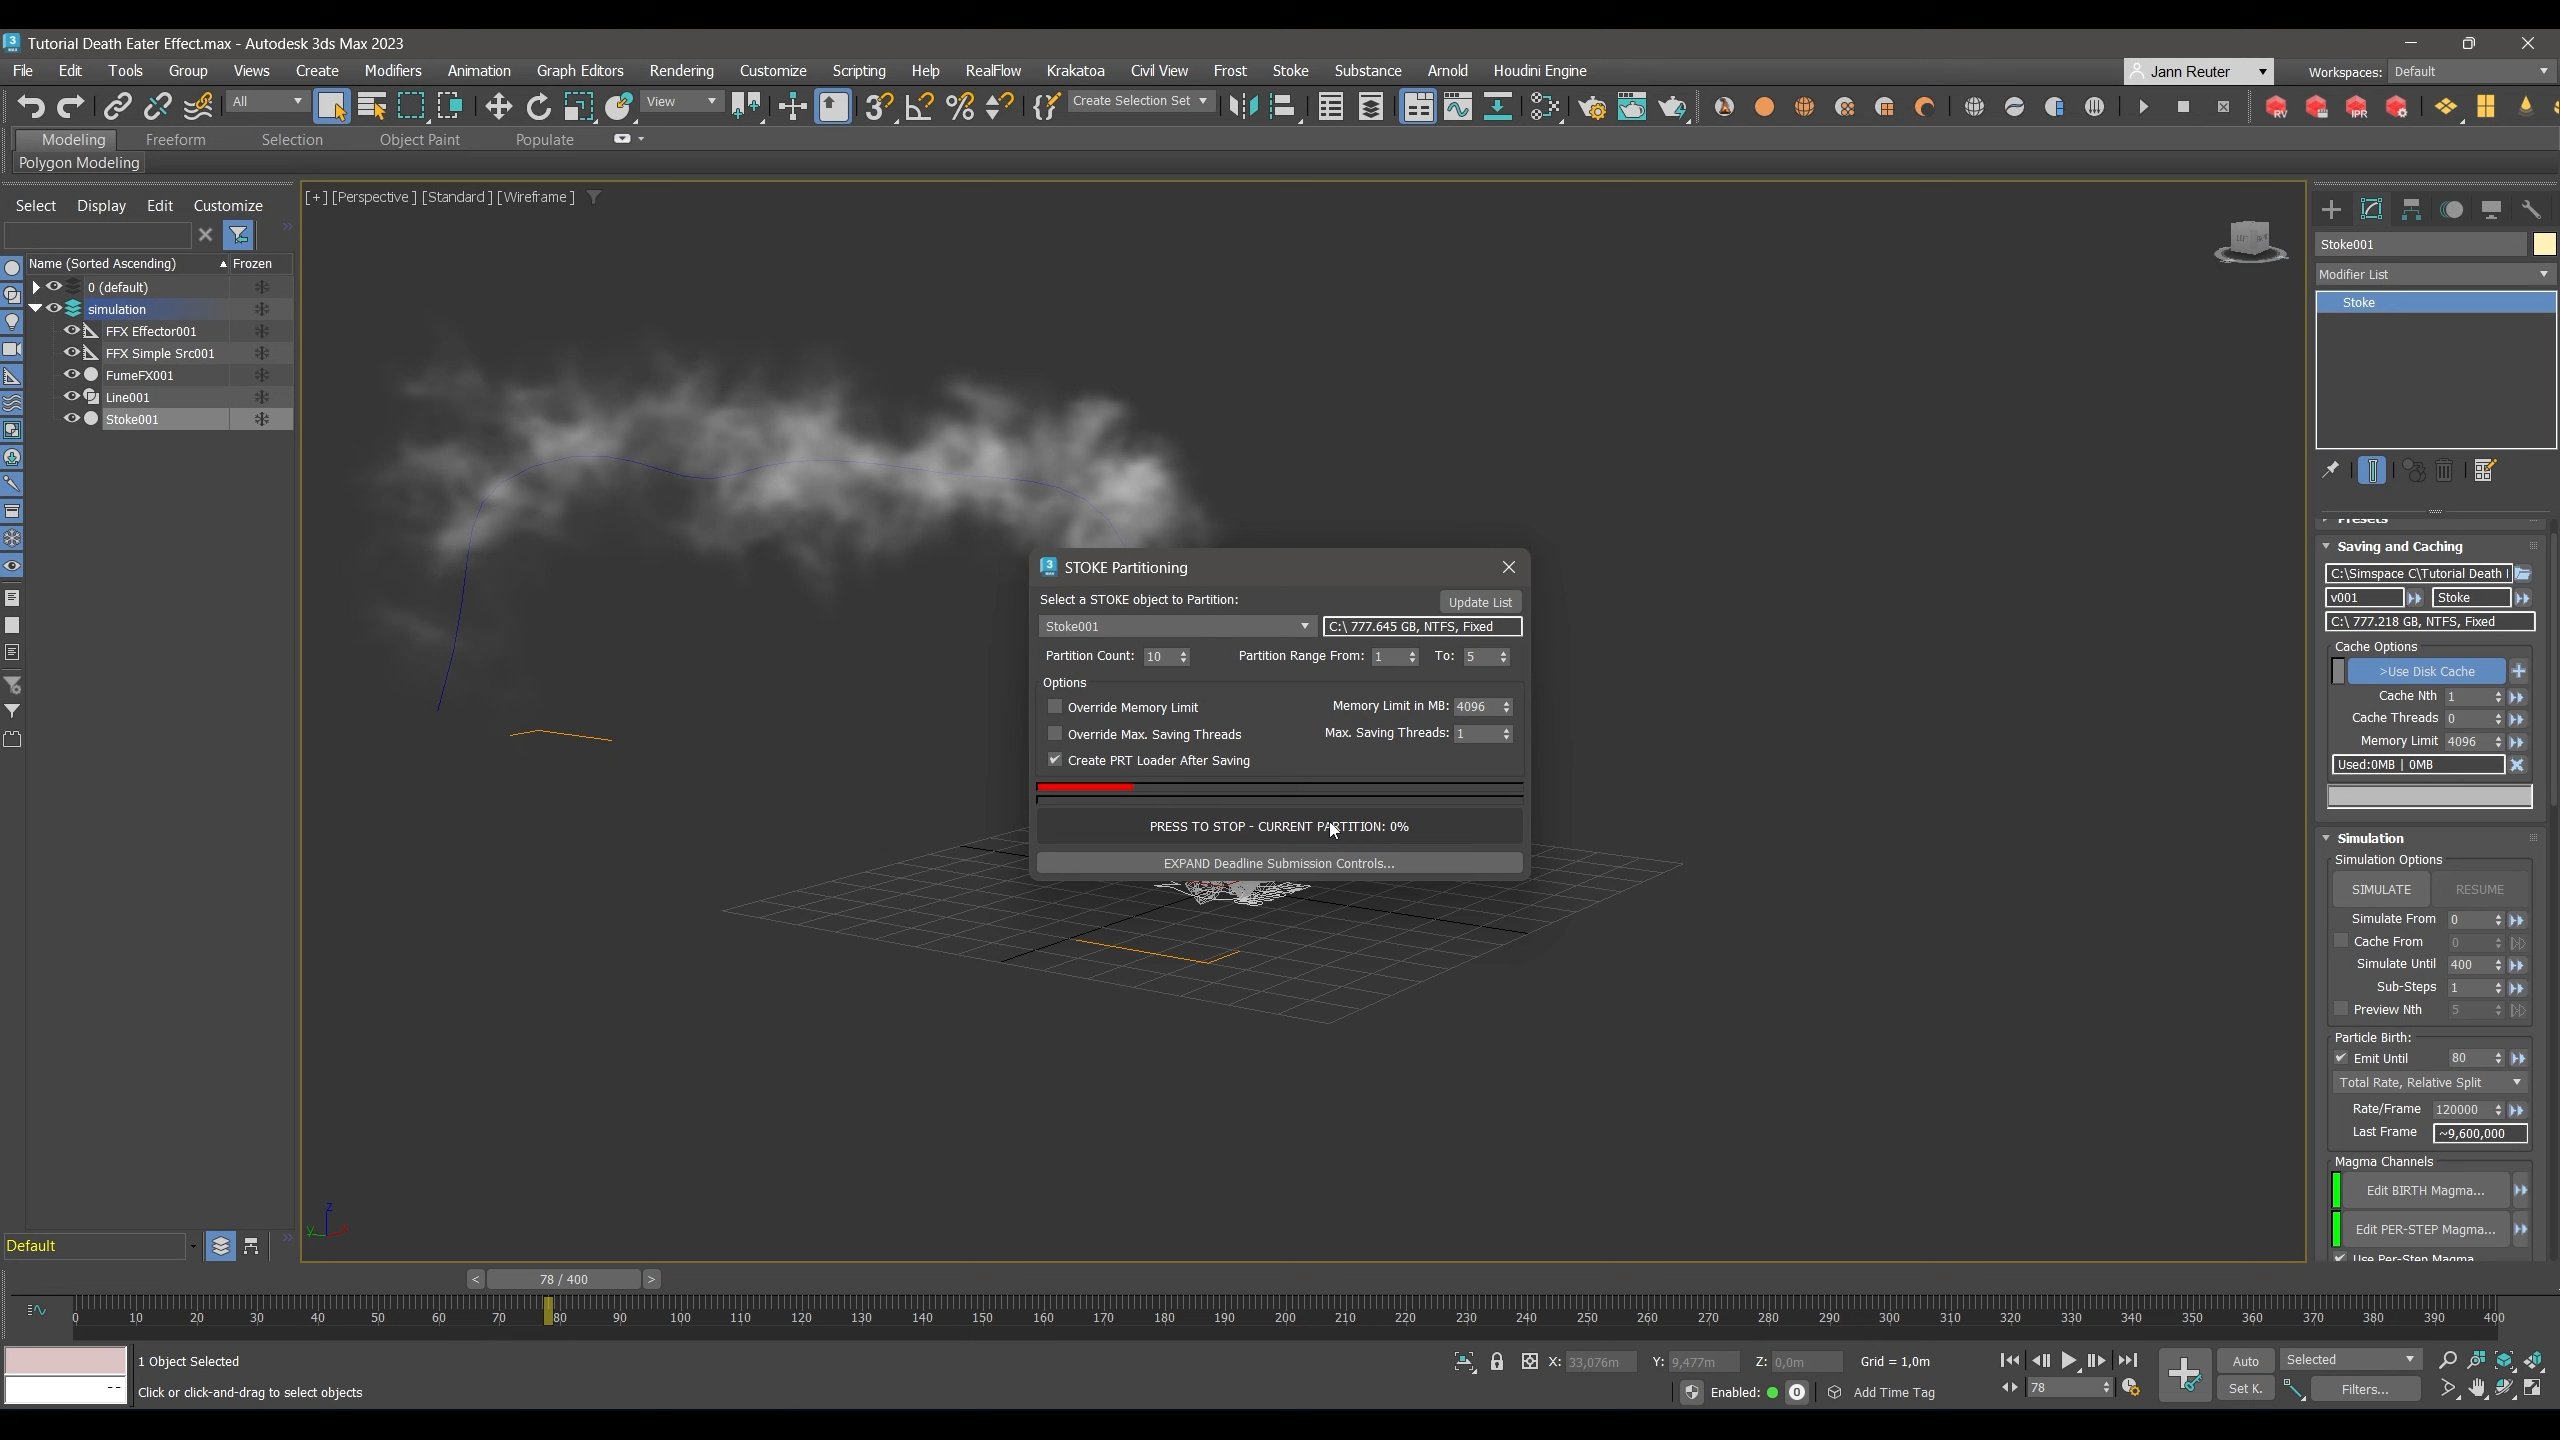 Tutorial Death Eater Effect.max - Autodesk 3ds Max 2023
File Edit Tools Group Views Create Modifiers Animation Graph Editors Rendering Customize Scripting Help RealFlow Krakatoa Civil View Frost Stoke Substance Arnold Houdini Engine Jann Reuter Workspaces: Default
All View Create Selection Set RV IPR
Modeling Freeform Selection Object Paint Populate
Polygon Modeling
Select Display Edit Customize
Name (Sorted Ascending) Frozen
0 (default)
simulation
FFX Effector001
FFX Simple Src001
FumeFX001
Line001
Stoke001
Default
[+] [Perspective] [Standard] [Wireframe]
STOKE Partitioning
Select a STOKE object to Partition: Update List
Stoke001 C:\ 777.645 GB, NTFS, Fixed
Partition Count: 10 Partition Range From: 1 To: 5
Options
Override Memory Limit Memory Limit in MB: 4096
Override Max. Saving Threads Max. Saving Threads: 1
Create PRT Loader After Saving
PRESS TO STOP - CURRENT PARTITION: 0%
EXPAND Deadline Submission Controls...
z
y
Stoke001
Modifier List
Stoke
Presets
Saving and Caching
C:\Simspace C\Tutorial Death
v001 Stoke
C:\ 777.218 GB, NTFS, Fixed
Cache Options
>Use Disk Cache
Cache Nth 1
Cache Threads 0
Memory Limit 4096
Used:0MB | 0MB
Simulation
Simulation Options
SIMULATE RESUME
Simulate From 0
Cache From 0
Simulate Until 400
Sub-Steps 1
Preview Nth 5
Particle Birth:
Emit Until 80
Total Rate, Relative Split
Rate/Frame 120000
Last Frame ~9,600,000
Magma Channels
Edit BIRTH Magma...
Edit PER-STEP Magma...
Use Per-Step Magma
< 78 / 400 >
0 10 20 30 40 50 60 70 80 90 100 110 120 130 140 150 160 170 180 190 200 210 220 230 240 250 260 270 280 290 300 310 320 330 340 350 360 370 380 390 400
1 Object Selected X: 33,076m Y: 9,477m Z: 0,0m Grid = 1,0m Auto Selected
-- Click or click-and-drag to select objects Enabled: 0 Add Time Tag 78 Set K. Filters...